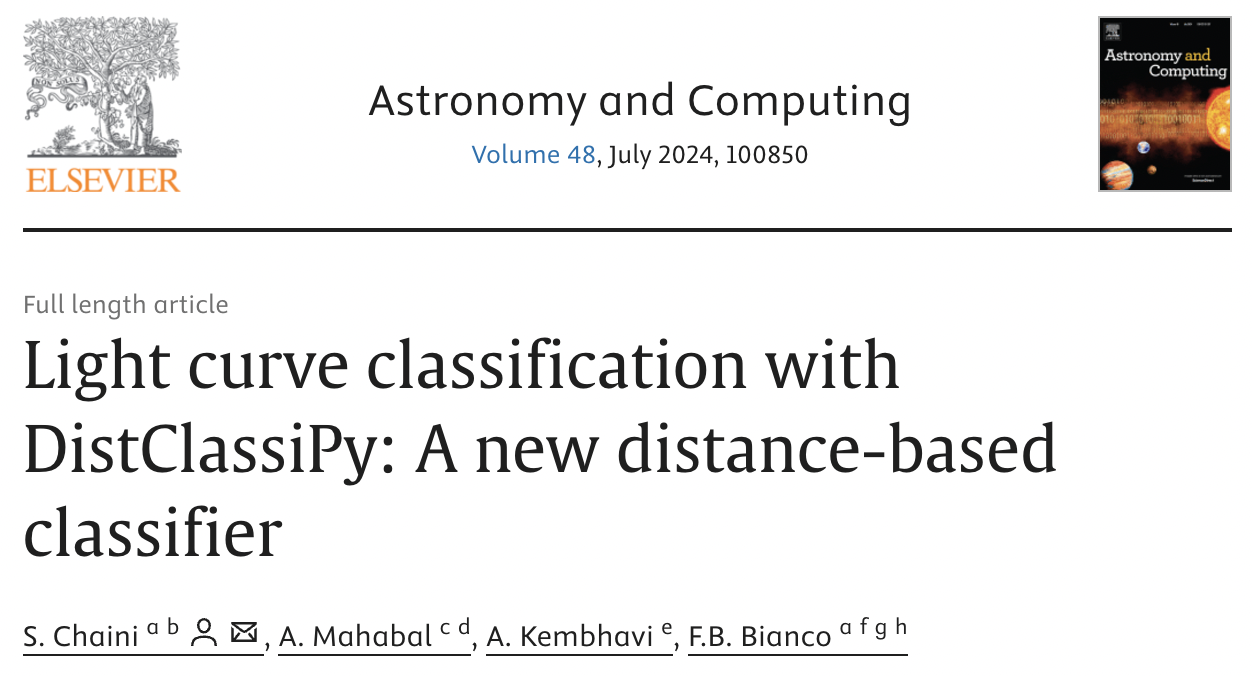 ELSEVIER
Astronomy and Computing
Volume 48, July 2024, 100850
Astronomy and
Computing
Full length article
Light curve classification with
DistClassiPy: A new distance-based
classifier
S. Chaini a b, A. Mahabal c d, A. Kembhavi e, F.B. Bianco a f g h